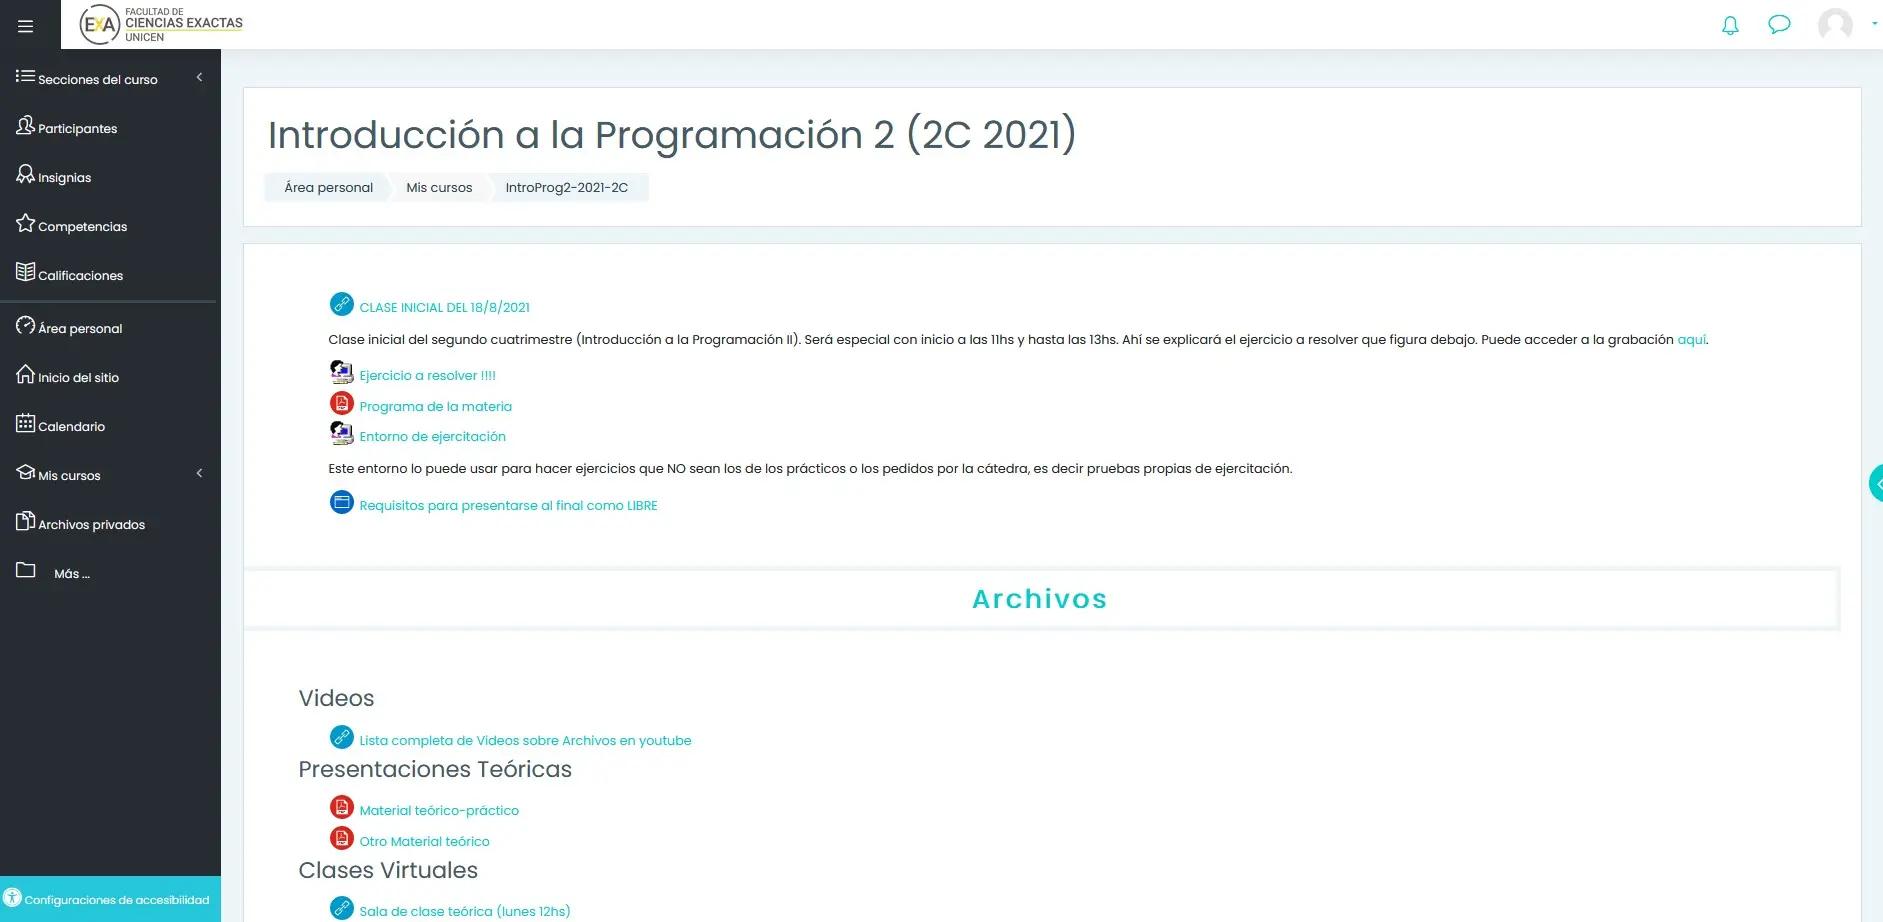 EXA
FACULTAD DE
CIENCIAS EXACTAS
UNICEN
Secciones del curso
Participantes
Insignias
Competencias
Calificaciones
Área personal
Inicio del sitio
Calendario
Mis cursos
Archivos privados
Más ...
Configuraciones de accesibilidad
Introducción a la Programación 2 (2C 2021)
Área personal
Mis cursos
IntroProg2-2021-2C
CLASE INICIAL DEL 18/8/2021
Clase inicial del segundo cuatrimestre (Introducción a la Programación II). Será especial con inicio a las 11hs y hasta las 13hs. Ahí se explicará el ejercicio a resolver que figura debajo. Puede acceder a la grabación aquí.
Ejercicio a resolver !!!!
Programa de la materia
Entorno de ejercitación
Este entorno lo puede usar para hacer ejercicios que NO sean los de los prácticos o los pedidos por la cátedra, es decir pruebas propias de ejercitación.
Requisitos para presentarse al final como LIBRE
Archivos
Videos
Lista completa de Videos sobre Archivos en youtube
Presentaciones Teóricas
Material teórico-práctico
Otro Material teórico
Clases Virtuales
Sala de clase teórica (lunes 12hs)